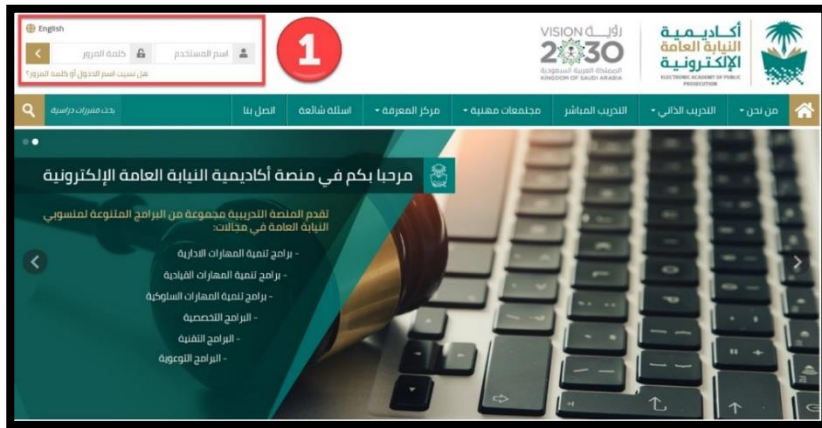 English
اسم المستخدم
كلمة المرور
هل نسيت اسم الدخول أو كلمة المرور؟
1
VISION رؤيــة
2030
المملكة العربية السعودية
KINGDOM OF SAUDI ARABIA
أكــاديـمـيـة
النيابة العامة
الإلكتـرونيـة
ELECTRONIC ACADEMY OF PUBLIC
PROSECUTION
من نحن
التدريب الذاتي
التدريب المباشر
مجتمعات مهنية
مركز المعرفة
اسئلة شائعة
اتصل بنا
بحث مقررات دراسية
مرحبا بكم في منصة أكاديمية النيابة العامة الإلكترونية
تقدم المنصة التدريبية مجموعة من البرامج المتنوعة لمنسوبي
النيابة العامة في مجالات:
- برامج تنمية المهارات الادارية
- برامج تنمية المهارات القيادية
- برامج تنمية المهارات السلوكية
- البرامج التخصصية
- البرامج التقنية
- البرامج التوعوية